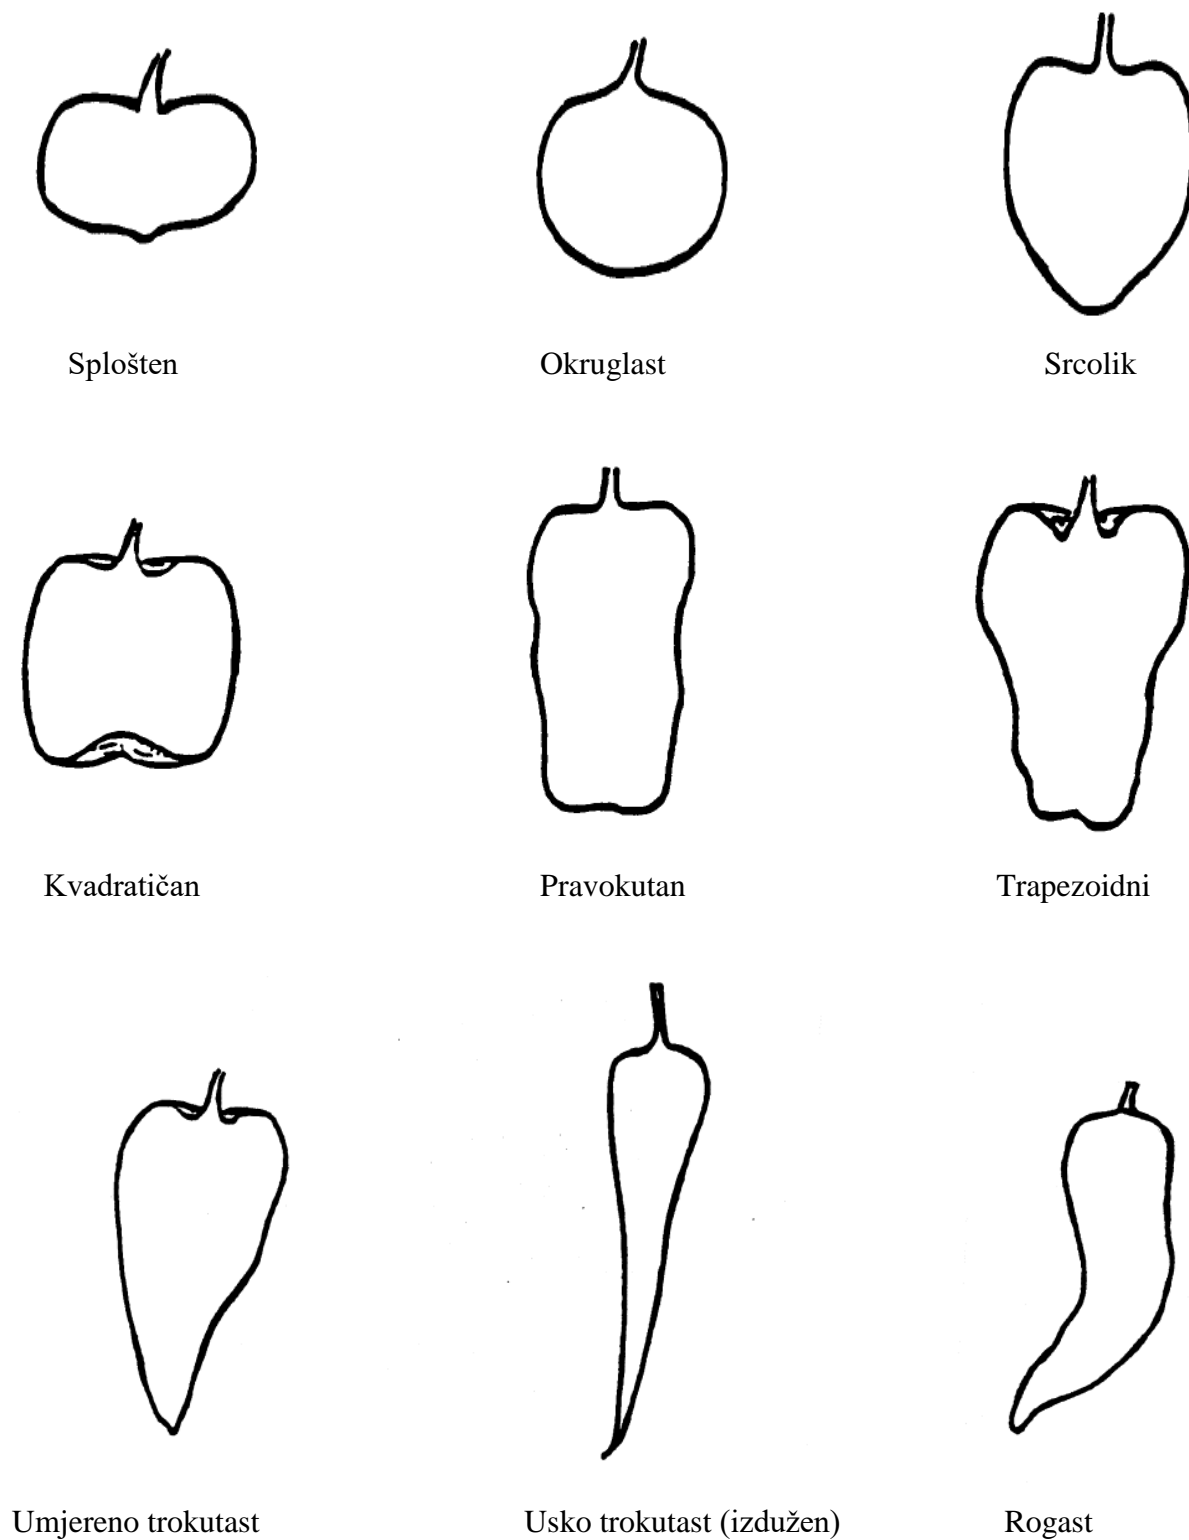 Splošten
Okruglast
Srcolik
Kvadratičan
Pravokutan
Trapezoidni
Umjereno trokutast
Usko trokutast (izdužen)
Rogast